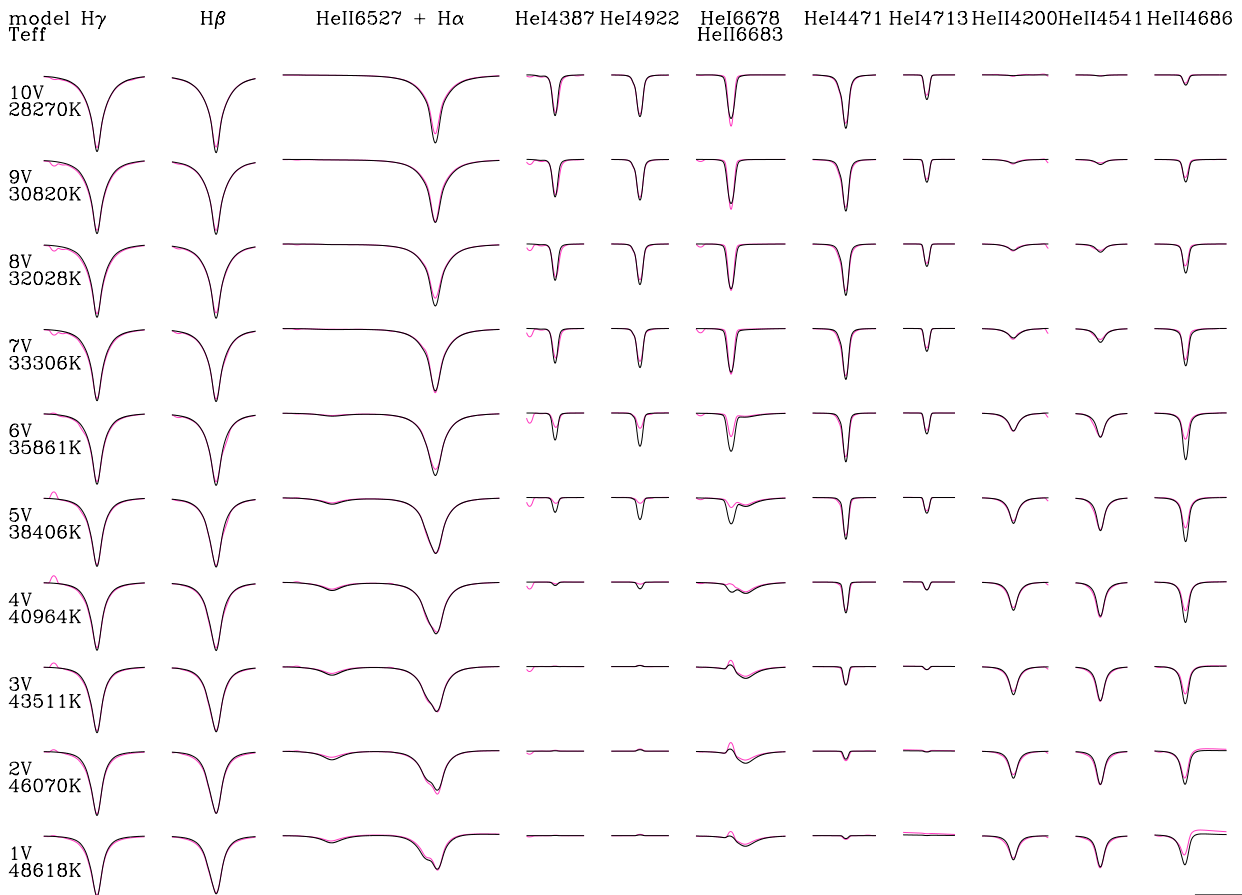 model Hγ Hβ HeII6527 + Hα HeI4387 HeI4922 HeI6678 HeI4471 HeI4713 HeII4200 HeII4541 HeII4686
Teff HeII6683
10V
28270K
9V
30820K
8V
32028K
7V
33306K
6V
35861K
5V
38406K
4V
40964K
3V
43511K
2V
46070K
1V
48618K